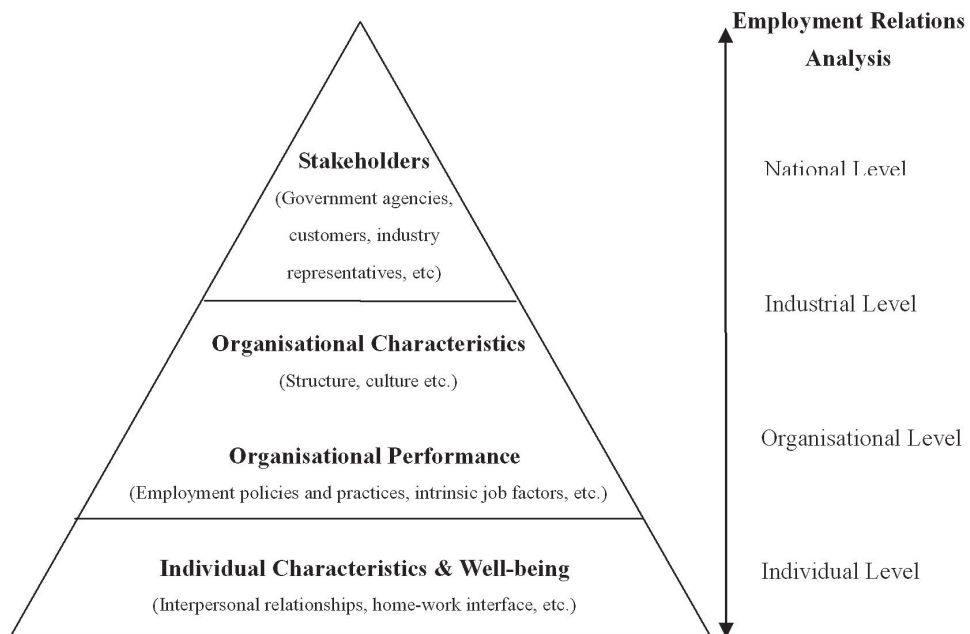 Employment Relations
Analysis
Stakeholders
(Government agencies,
customers, industry
representatives, etc)
Organisational Characteristics
(Structure, culture etc.)
Organisational Performance
(Employment policies and practices, intrinsic job factors, etc.)
Individual Characteristics & Well-being
(Interpersonal relationships, home-work interface, etc.)
National Level
Industrial Level
Organisational Level
Individual Level